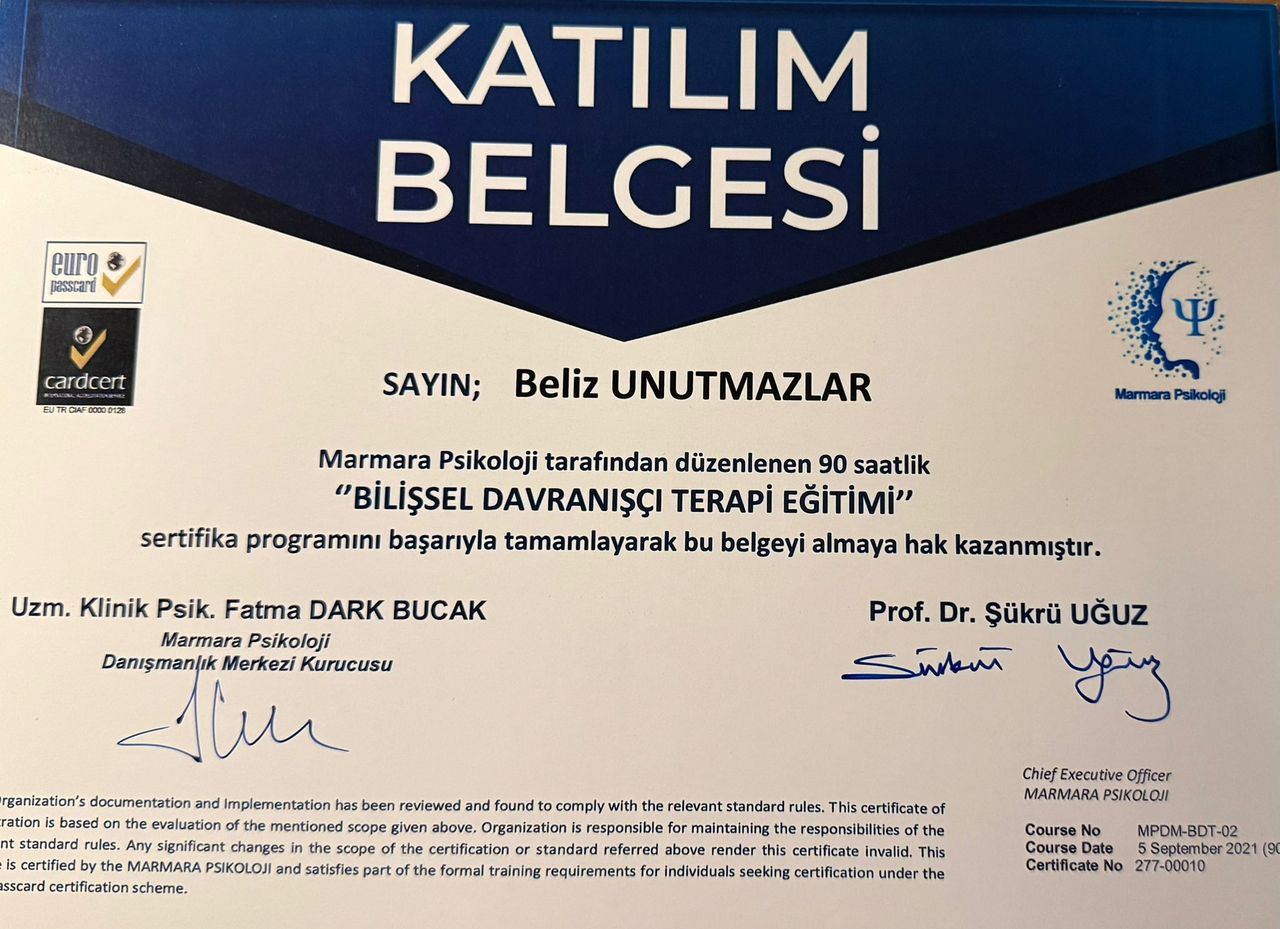 KATILIM
BELGESİ
euro
passcard
cardcert
EU TR CIAF 0000 0128
Ψ
Marmara Psikoloji
SAYIN; Beliz UNUTMAZLAR
Marmara Psikoloji tarafından düzenlenen 90 saatlik
‘’BİLİŞSEL DAVRANIŞÇI TERAPİ EĞİTİMİ’’
sertifika programını başarıyla tamamlayarak bu belgeyi almaya hak kazanmıştır.
Uzm. Klinik Psik. Fatma DARK BUCAK
Marmara Psikoloji
Danışmanlık Merkezi Kurucusu
Prof. Dr. Şükrü UĞUZ
Şükrü Uğuz
Chief Executive Officer
MARMARA PSIKOLOJI
rganization’s documentation and Implementation has been reviewed and found to comply with the relevant standard rules. This certificate of
ration is based on the evaluation of the mentioned scope given above. Organization is responsible for maintaining the responsibilities of the
nt standard rules. Any significant changes in the scope of the certification or standard referred above render this certificate invalid. This
e is certified by the MARMARA PSIKOLOJI and satisfies part of the formal training requirements for individuals seeking certification under the
asscard certification scheme.
Course No MPDM-BDT-02
Course Date 5 September 2021 (90
Certificate No 277-00010